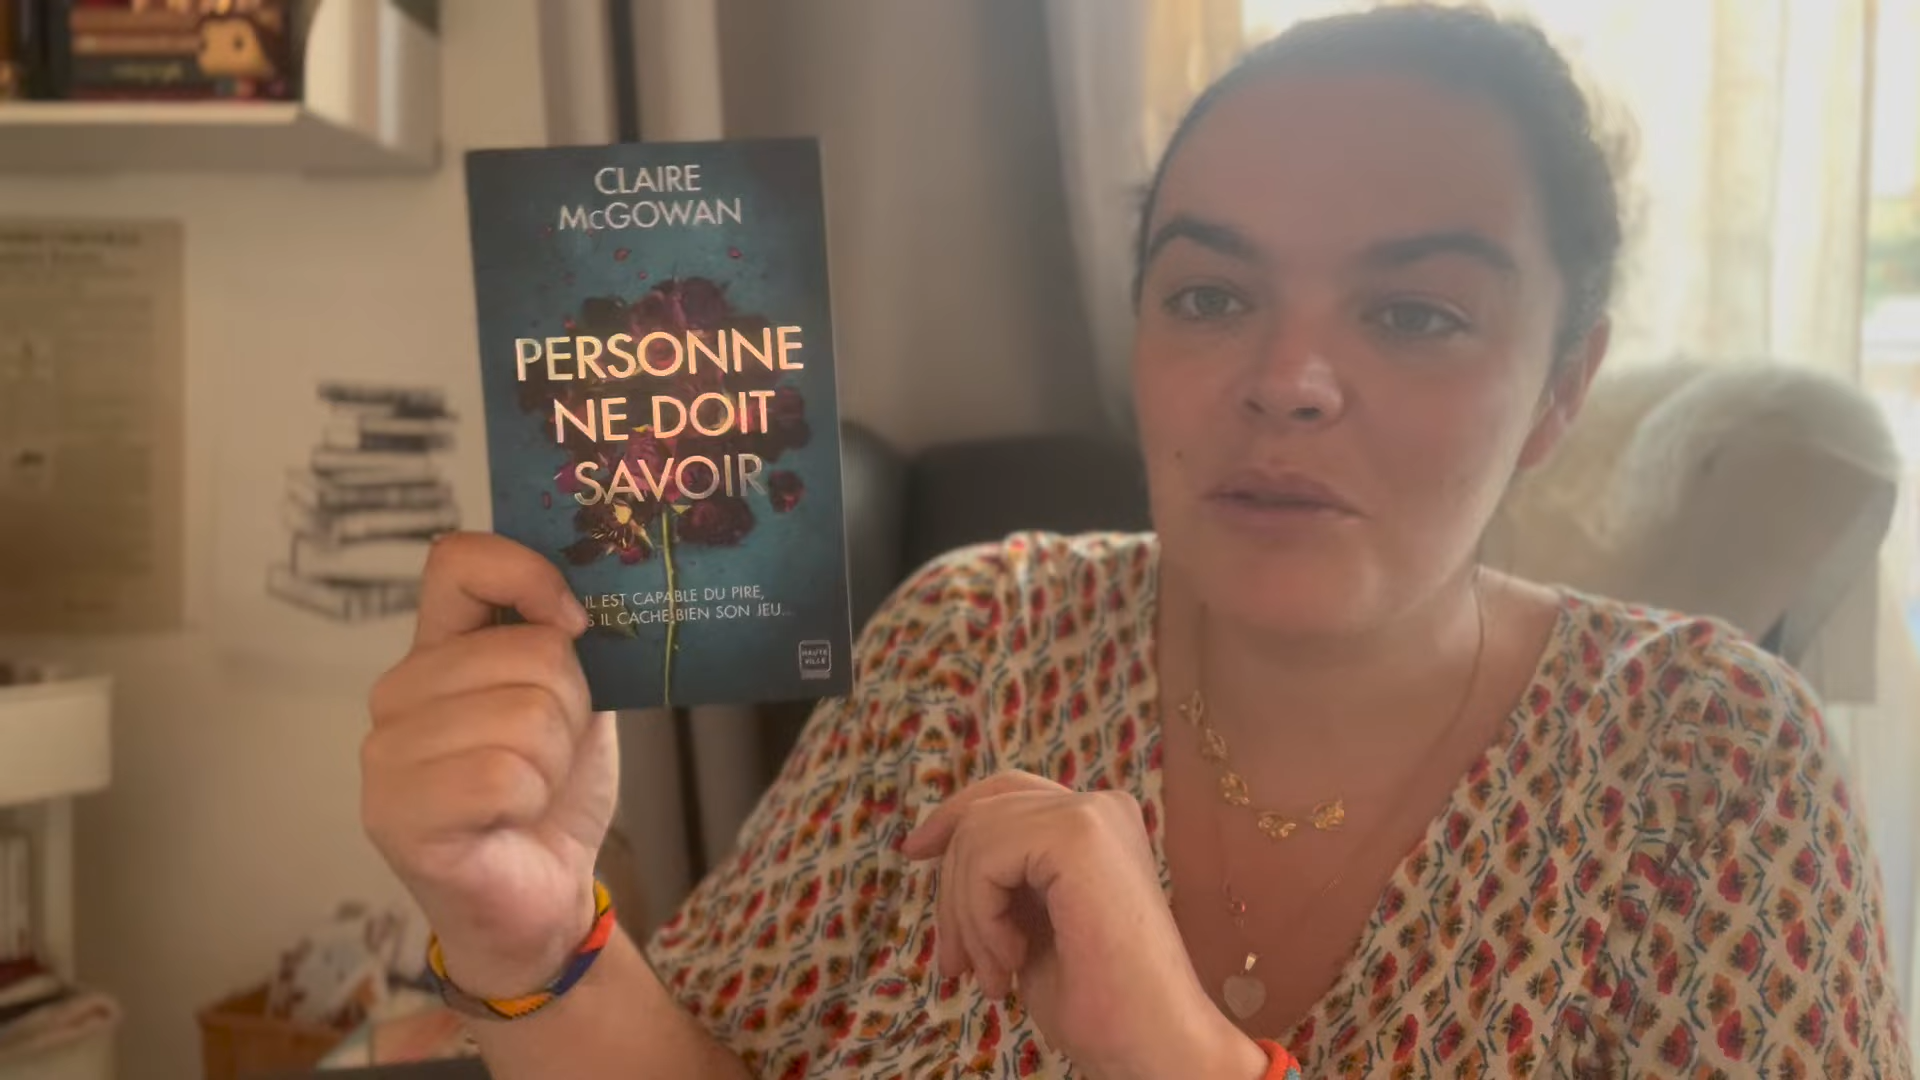 CLAIRE
McGOWAN
PERSONNE
NE DOIT
SAVOIR
IL EST CAPABLE DU PIRE,
IL CACHE BIEN SON JEU...
HAUTE
VILLE